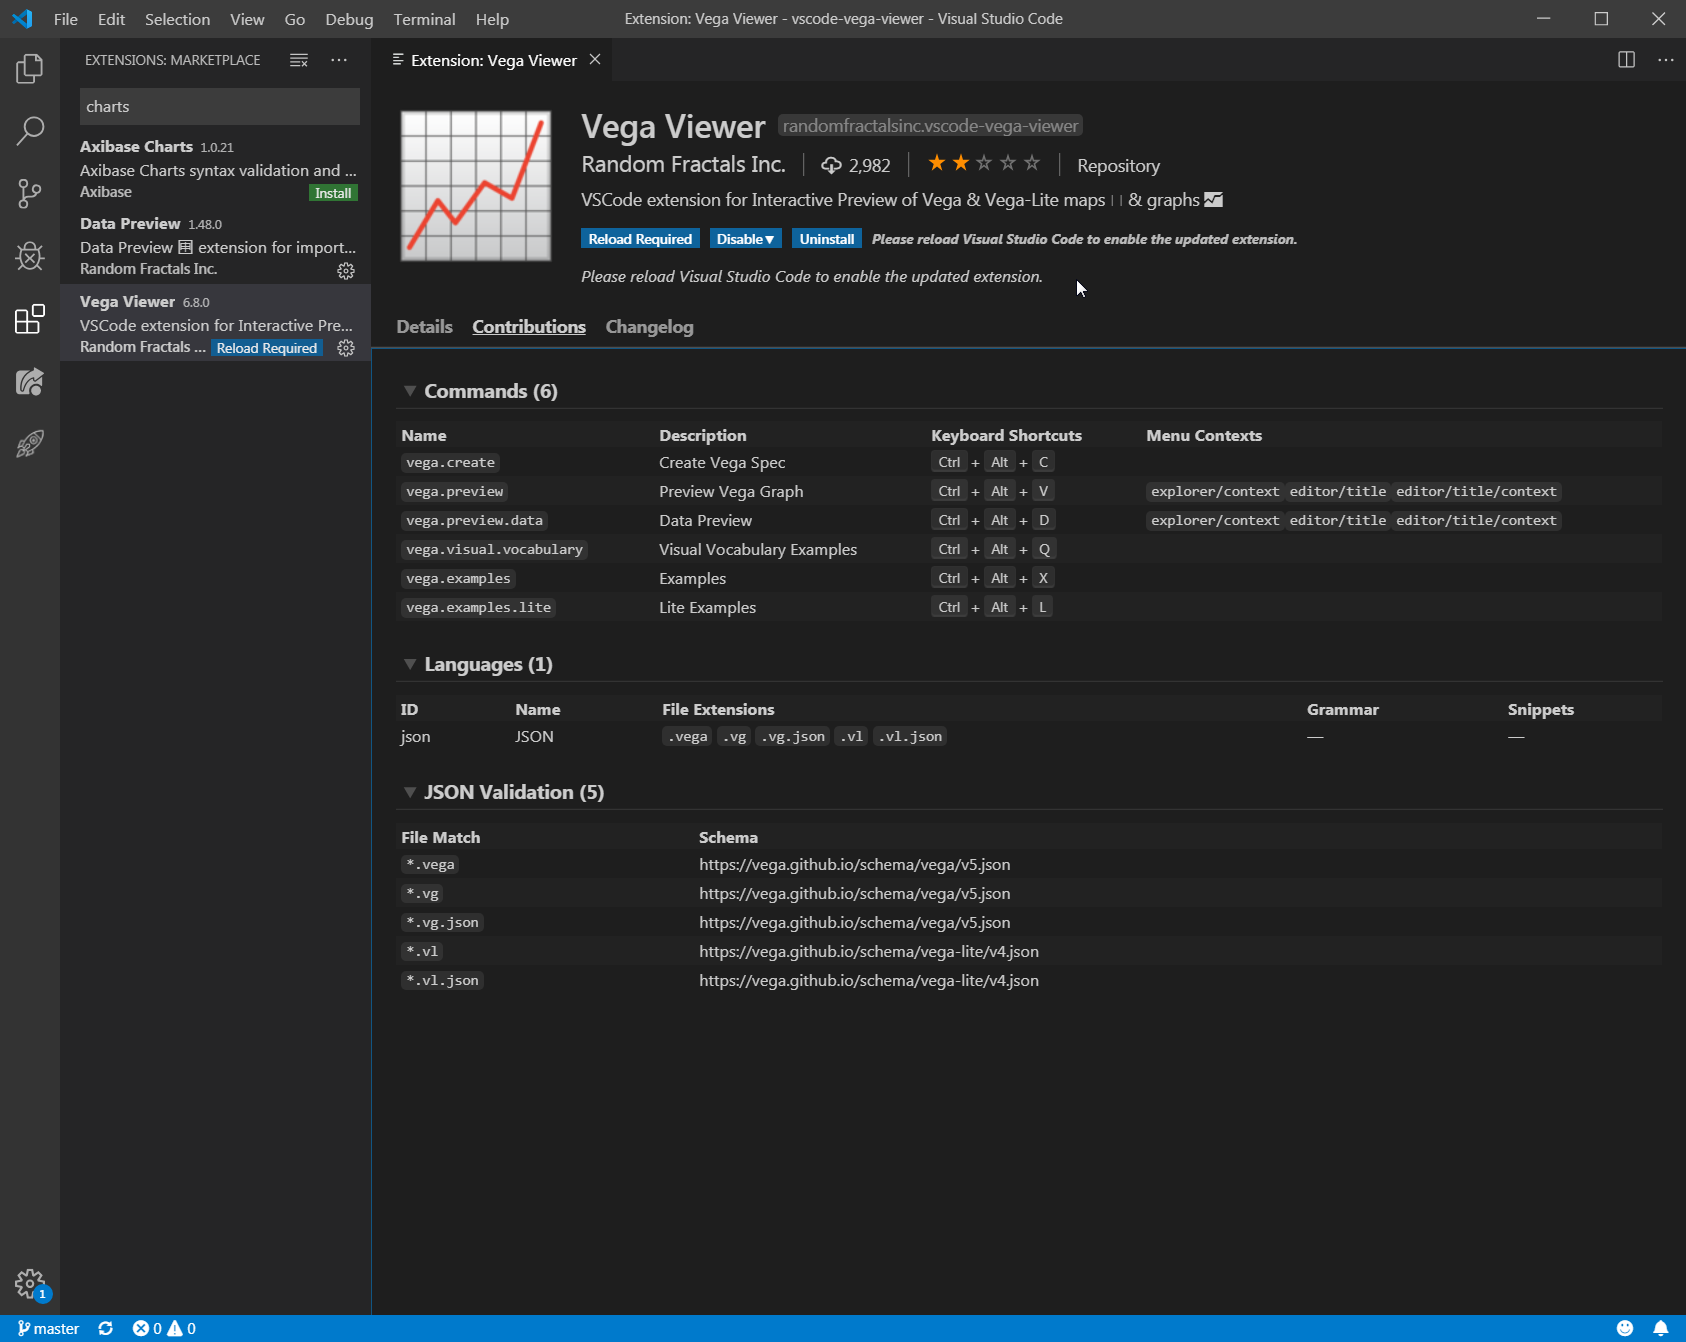 File Edit Selection View Go Debug Terminal Help
Extension: Vega Viewer - vscode-vega-viewer - Visual Studio Code
EXTENSIONS: MARKETPLACE
charts
Axibase Charts 1.0.21
Axibase Charts syntax validation and ...
Axibase Install
Data Preview 1.48.0
Data Preview extension for import...
Random Fractals Inc.
Vega Viewer 6.8.0
VSCode extension for Interactive Pre...
Random Fractals ... Reload Required
Extension: Vega Viewer
Vega Viewer randomfractalsinc.vscode-vega-viewer
Random Fractals Inc. 2,982 Repository
VSCode extension for Interactive Preview of Vega & Vega-Lite maps & graphs
Reload Required Disable▼ Uninstall Please reload Visual Studio Code to enable the updated extension.
Please reload Visual Studio Code to enable the updated extension.
Details Contributions Changelog
Commands (6)
Name Description Keyboard Shortcuts Menu Contexts
vega.create Create Vega Spec Ctrl + Alt + C
vega.preview Preview Vega Graph Ctrl + Alt + V explorer/context editor/title editor/title/context
vega.preview.data Data Preview Ctrl + Alt + D explorer/context editor/title editor/title/context
vega.visual.vocabulary Visual Vocabulary Examples Ctrl + Alt + Q
vega.examples Examples Ctrl + Alt + X
vega.examples.lite Lite Examples Ctrl + Alt + L
Languages (1)
ID Name File Extensions Grammar Snippets
json JSON .vega .vg .vg.json .vl .vl.json — —
JSON Validation (5)
File Match Schema
*.vega https://vega.github.io/schema/vega/v5.json
*.vg https://vega.github.io/schema/vega/v5.json
*.vg.json https://vega.github.io/schema/vega/v5.json
*.vl https://vega.github.io/schema/vega-lite/v4.json
*.vl.json https://vega.github.io/schema/vega-lite/v4.json
1
master 0 0